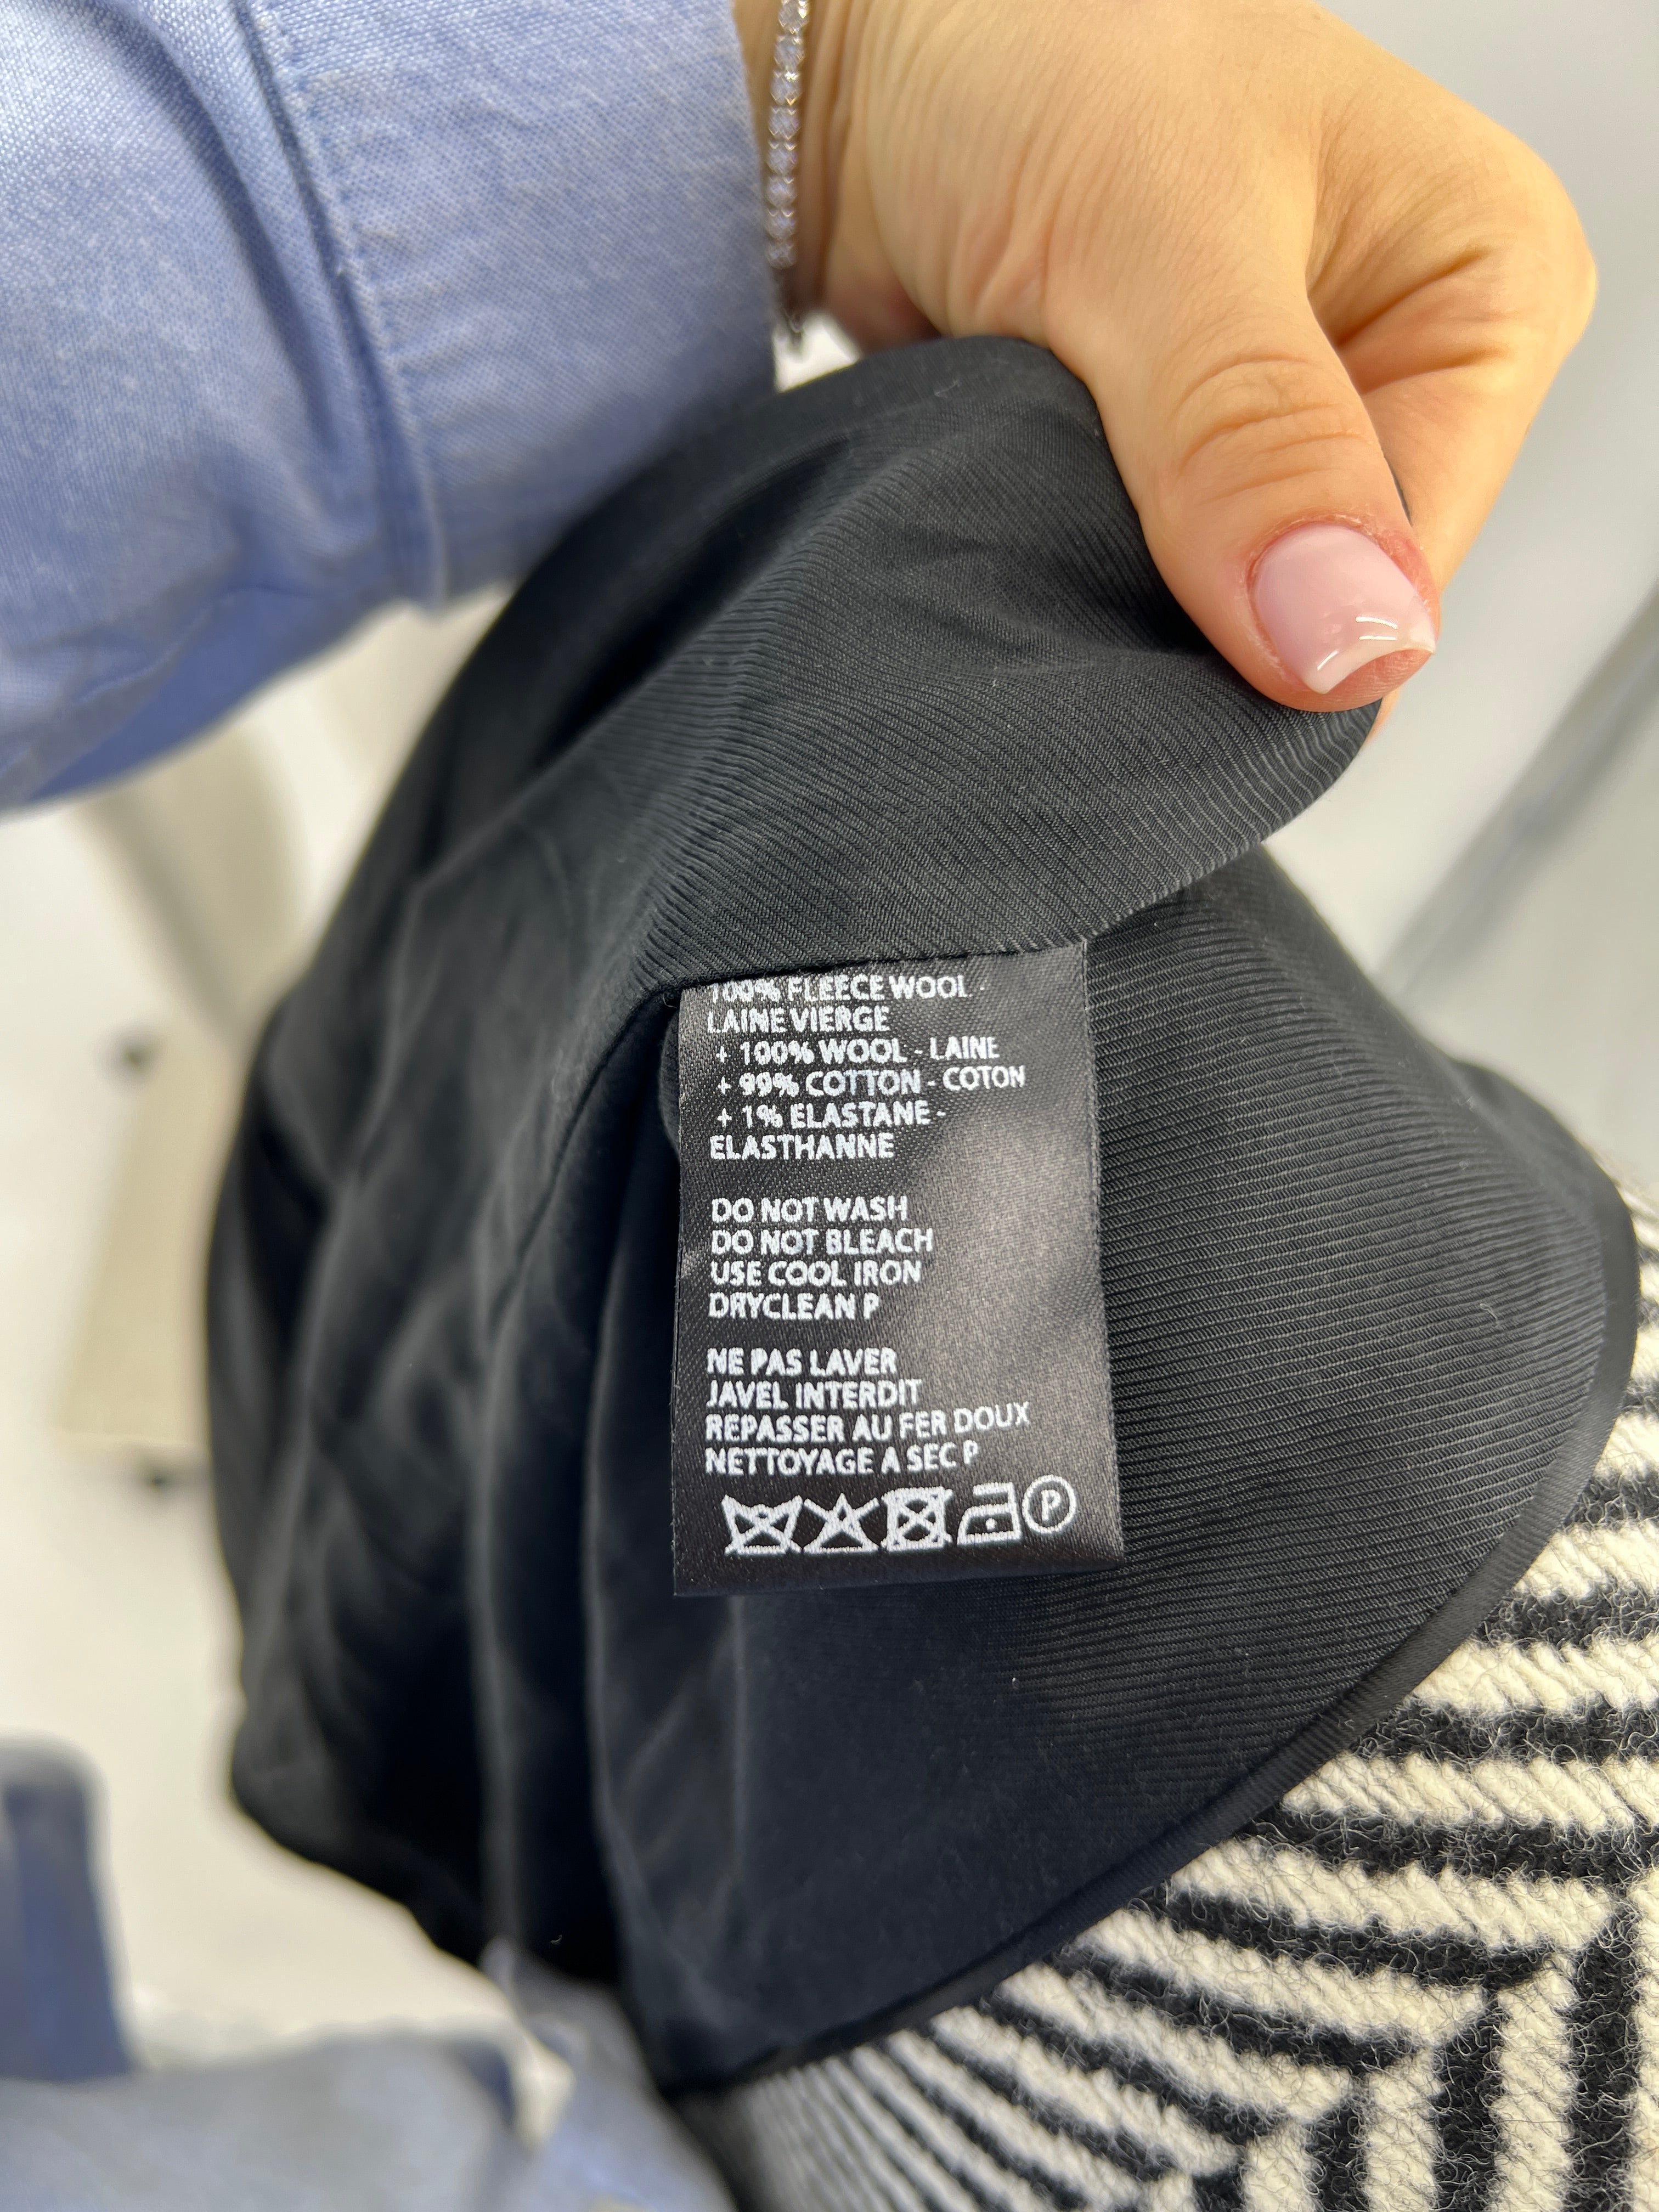 100% FLEECE WOOL -
LAINE VIERGE
+ 100% WOOL - LAINE
+ 99% COTTON - COTON
+ 1% ELASTANE -
ELASTHANNE
DO NOT WASH
DO NOT BLEACH
USE COOL IRON
DRYCLEAN P
NE PAS LAVER
JAVEL INTERDIT
REPASSER AU FER DOUX
NETTOYAGE A SEC P
P